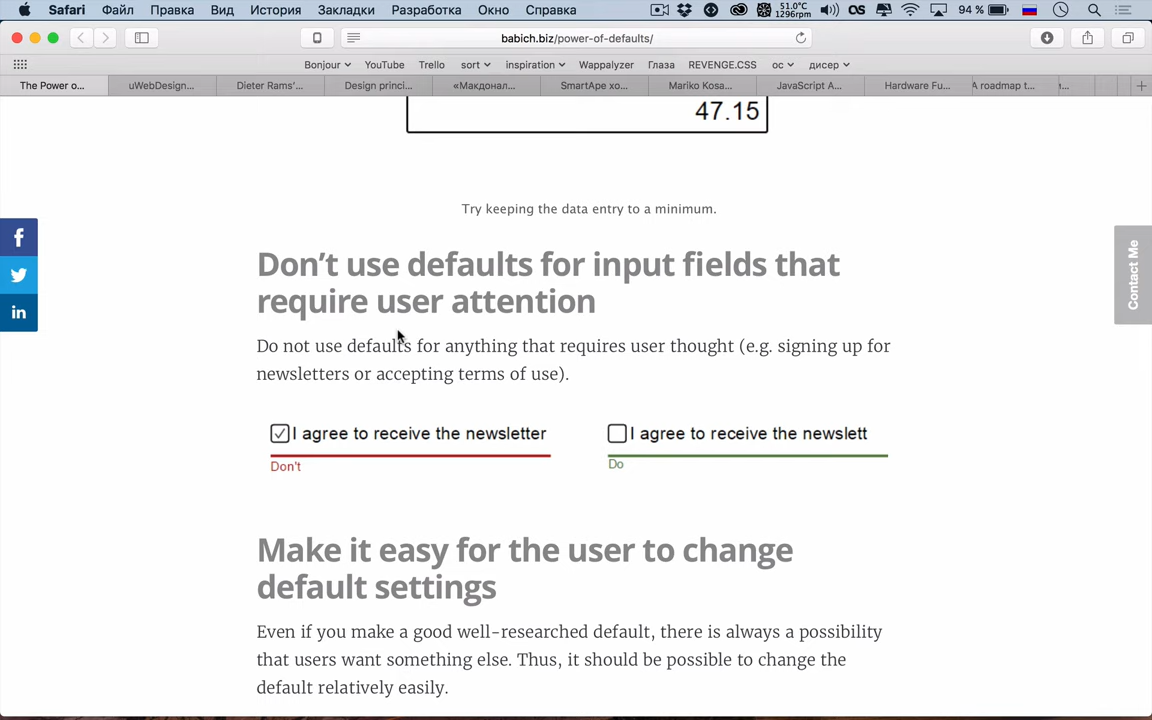 Safari Файл Правка Вид История Закладки Разработка Окно Справка 51.0°C 1296rpm 94 %
babich.biz/power-of-defaults/
Bonjour YouTube Trello sort inspiration Wappalyzer Глаза REVENGE.CSS ос дисер
The Power o... uWebDesign... Dieter Rams'... Design princi... «Макдонал... SmartApe хо... Mariko Kosa... JavaScript A... Hardware Fu... A roadmap t...
47.15
Try keeping the data entry to a minimum.
Don't use defaults for input fields that
require user attention
Do not use defaults for anything that requires user thought (e.g. signing up for
newsletters or accepting terms of use).
I agree to receive the newsletter I agree to receive the newslett
Don't Do
Make it easy for the user to change
default settings
Even if you make a good well-researched default, there is always a possibility
that users want something else. Thus, it should be possible to change the
default relatively easily.
Contact Me